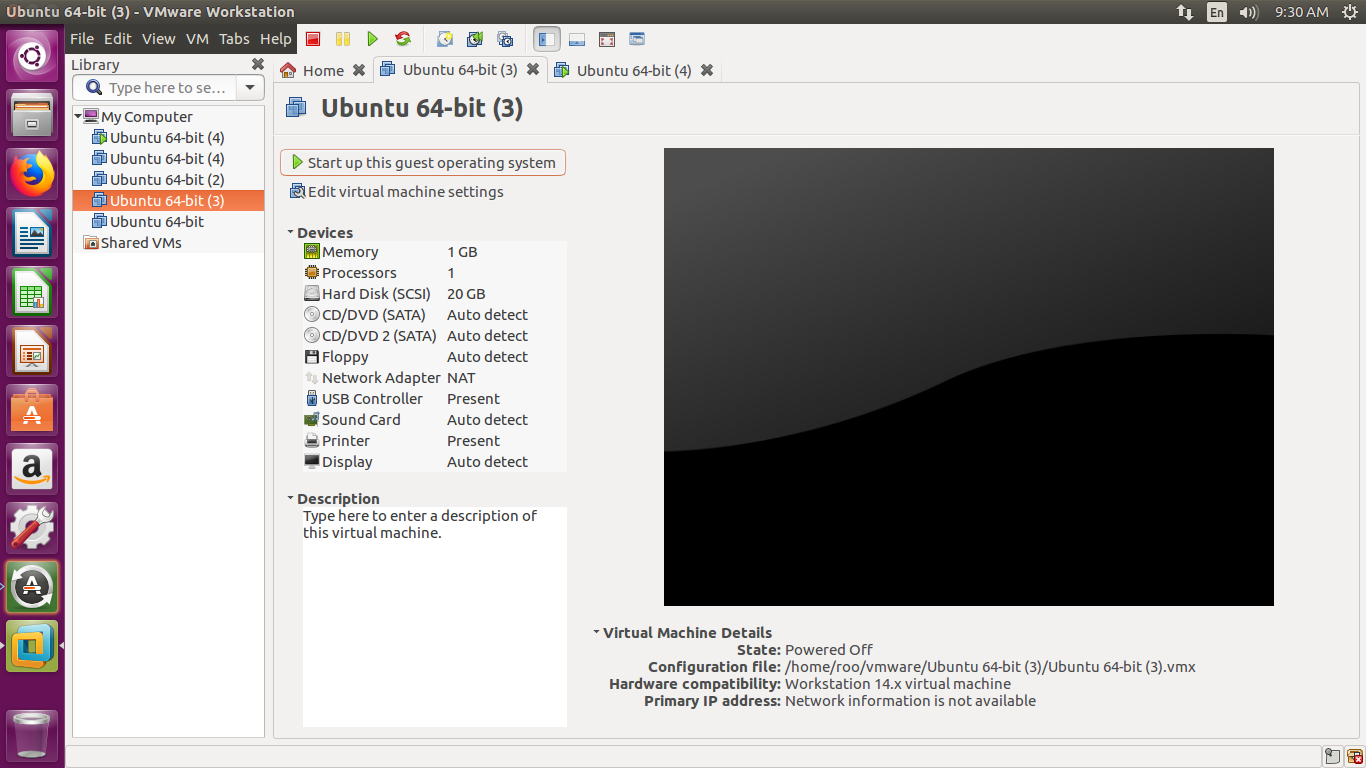 Ubuntu 64-bit (3) - VMware Workstation
En
9:30 AM
File Edit View VM Tabs Help
Library
Type here to se...
My Computer
Ubuntu 64-bit (4)
Ubuntu 64-bit (4)
Ubuntu 64-bit (2)
Ubuntu 64-bit (3)
Ubuntu 64-bit
Shared VMs
Home
Ubuntu 64-bit (3)
Ubuntu 64-bit (4)
Ubuntu 64-bit (3)
Start up this guest operating system
Edit virtual machine settings
Devices
Memory 1 GB
Processors 1
Hard Disk (SCSI) 20 GB
CD/DVD (SATA) Auto detect
CD/DVD 2 (SATA) Auto detect
Floppy Auto detect
Network Adapter NAT
USB Controller Present
Sound Card Auto detect
Printer Present
Display Auto detect
Description
Type here to enter a description of
this virtual machine.
Virtual Machine Details
State: Powered Off
Configuration file: /home/roo/vmware/Ubuntu 64-bit (3)/Ubuntu 64-bit (3).vmx
Hardware compatibility: Workstation 14.x virtual machine
Primary IP address: Network information is not available